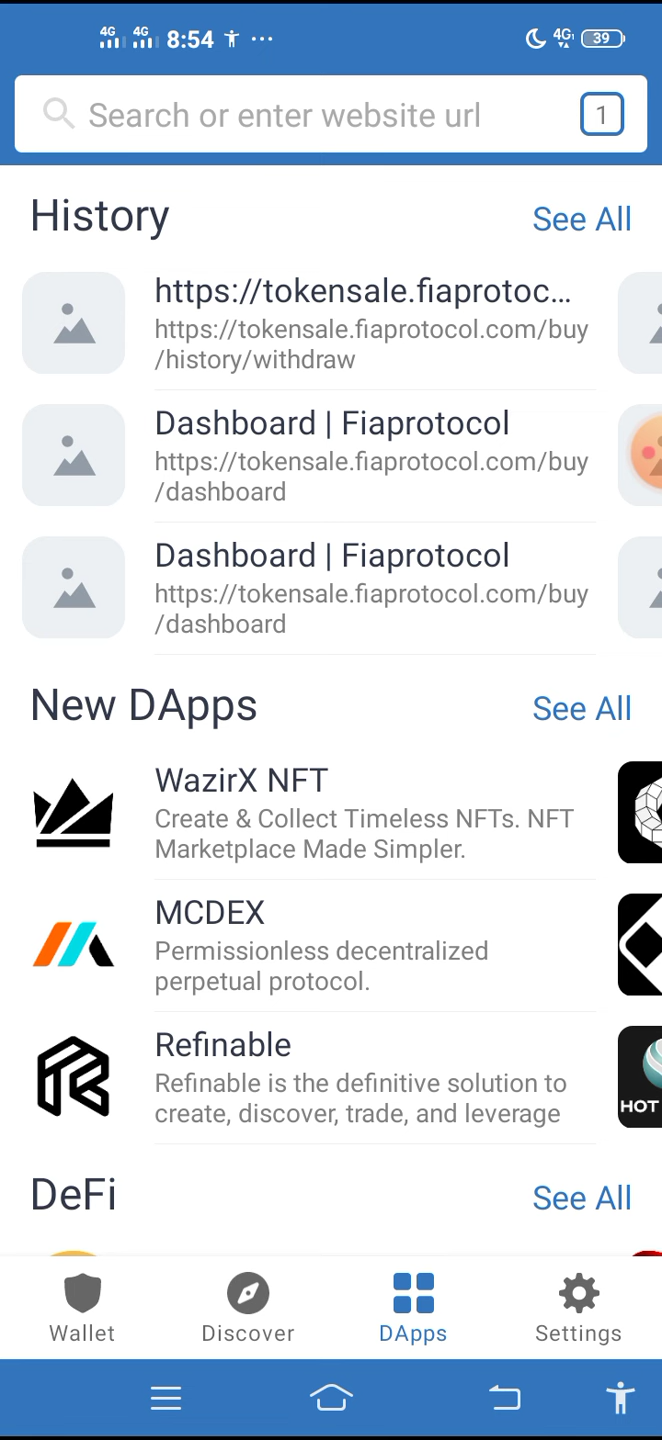 4G 4G 8:54 ... 4G 39
Search or enter website url 1
History See All
https://tokensale.fiaprotoc...
https://tokensale.fiaprotocol.com/buy
/history/withdraw
Dashboard | Fiaprotocol
https://tokensale.fiaprotocol.com/buy
/dashboard
Dashboard | Fiaprotocol
https://tokensale.fiaprotocol.com/buy
/dashboard
New DApps See All
WazirX NFT
Create & Collect Timeless NFTs. NFT
Marketplace Made Simpler.
MCDEX
Permissionless decentralized
perpetual protocol.
Refinable
Refinable is the definitive solution to
create, discover, trade, and leverage
HOT
DeFi See All
Wallet Discover DApps Settings